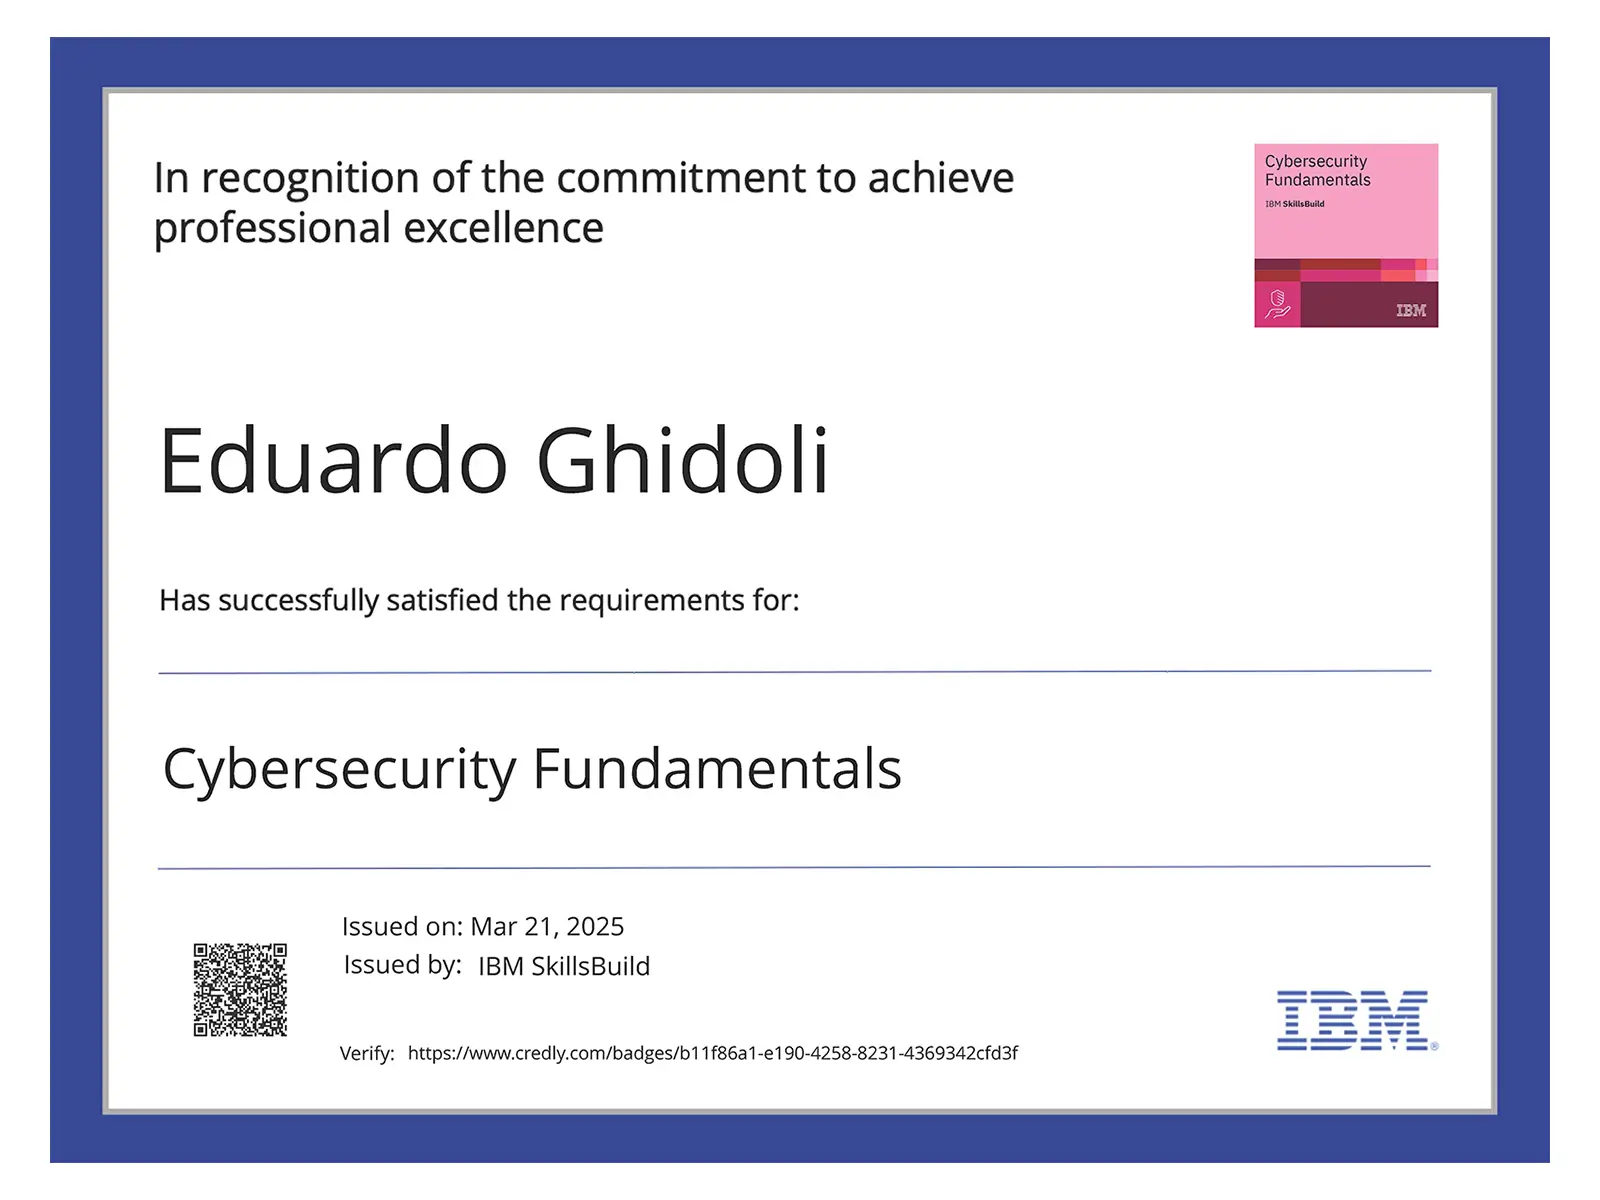 In recognition of the commitment to achieve
professional excellence
Cybersecurity
Fundamentals
IBM SkillsBuild
IBM
Eduardo Ghidoli
Has successfully satisfied the requirements for:
Cybersecurity Fundamentals
Issued on: Mar 21, 2025
Issued by: IBM SkillsBuild
Verify: https://www.credly.com/badges/b11f86a1-e190-4258-8231-4369342cfd3f
IBM®